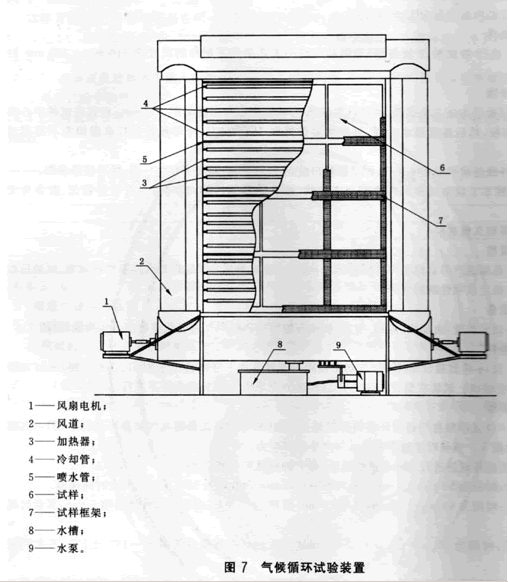 4
5
3
2
1
6
7
8
9
1——风扇电机；
2——风道；
3——加热器；
4——冷却管；
5——喷水管；
6——试样；
7——试样框架；
8——水槽；
9——水泵。
图 7 气候循环试验装置